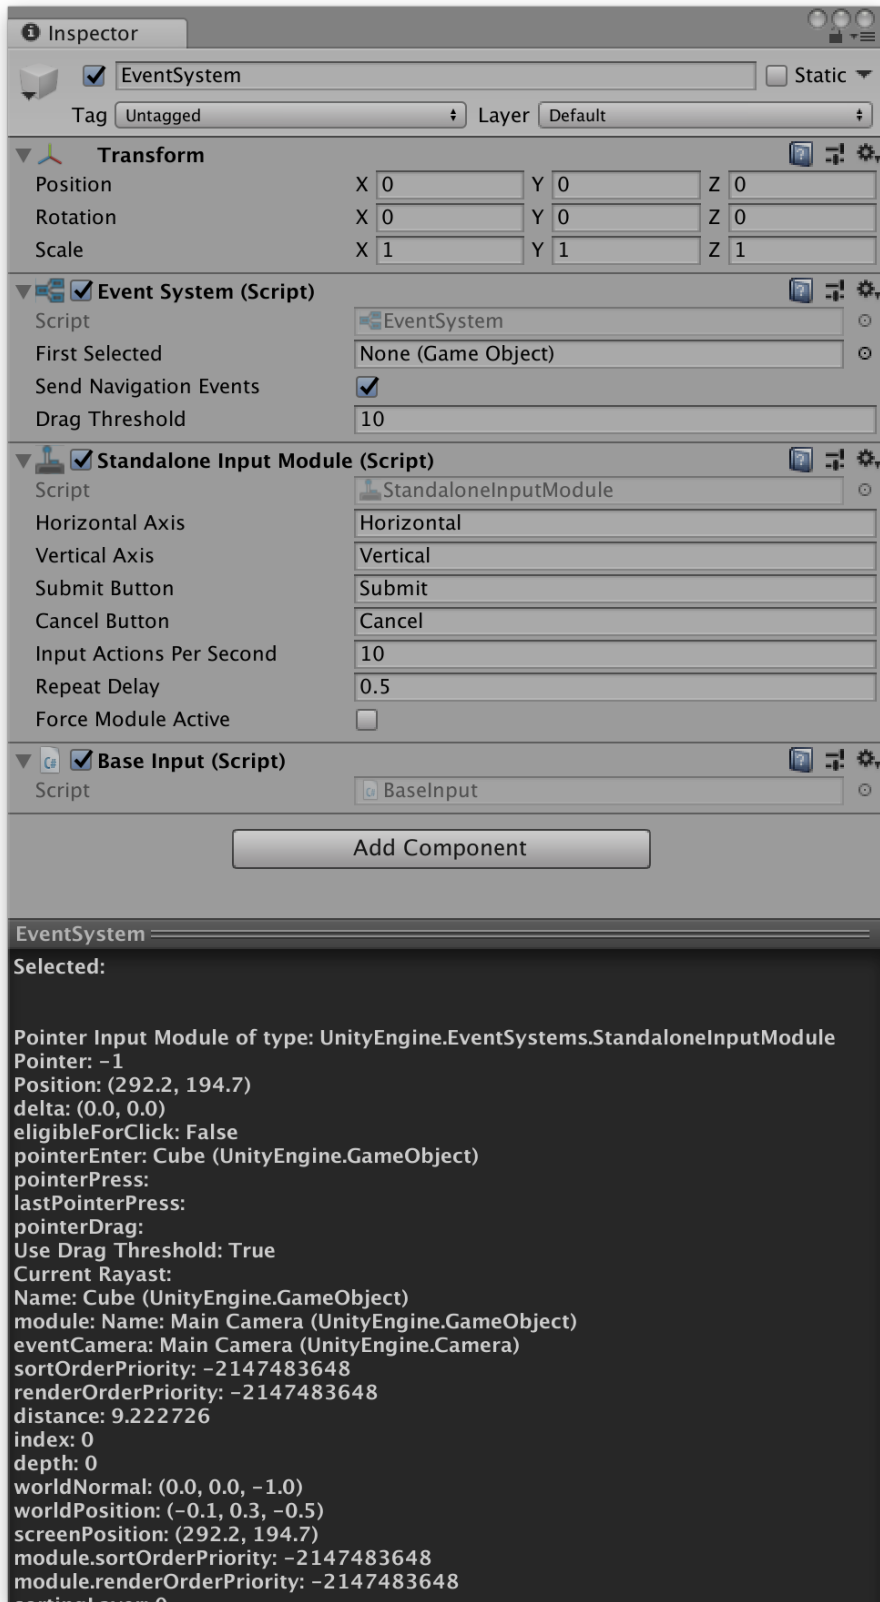 Inspector
EventSystem Static
Tag Untagged Layer Default
Transform
Position X 0 Y 0 Z 0
Rotation X 0 Y 0 Z 0
Scale X 1 Y 1 Z 1
Event System (Script)
Script EventSystem
First Selected None (Game Object)
Send Navigation Events
Drag Threshold 10
Standalone Input Module (Script)
Script StandaloneInputModule
Horizontal Axis Horizontal
Vertical Axis Vertical
Submit Button Submit
Cancel Button Cancel
Input Actions Per Second 10
Repeat Delay 0.5
Force Module Active
C# Base Input (Script)
Script BaseInput
Add Component
EventSystem
Selected:
Pointer Input Module of type: UnityEngine.EventSystems.StandaloneInputModule
Pointer: -1
Position: (292.2, 194.7)
delta: (0.0, 0.0)
eligibleForClick: False
pointerEnter: Cube (UnityEngine.GameObject)
pointerPress:
lastPointerPress:
pointerDrag:
Use Drag Threshold: True
Current Rayast:
Name: Cube (UnityEngine.GameObject)
module: Name: Main Camera (UnityEngine.GameObject)
eventCamera: Main Camera (UnityEngine.Camera)
sortOrderPriority: -2147483648
renderOrderPriority: -2147483648
distance: 9.222726
index: 0
depth: 0
worldNormal: (0.0, 0.0, -1.0)
worldPosition: (-0.1, 0.3, -0.5)
screenPosition: (292.2, 194.7)
module.sortOrderPriority: -2147483648
module.renderOrderPriority: -2147483648